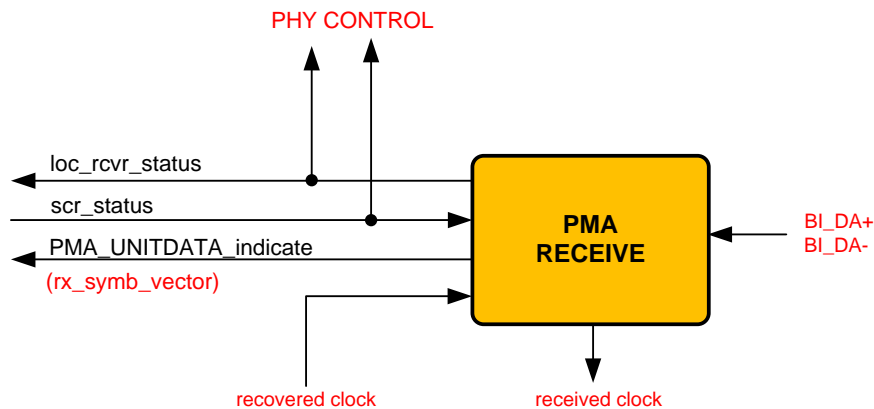 PHY CONTROL
loc_rcvr_status
scr_status
PMA_UNITDATA_indicate
(rx_symb_vector)
PMA
RECEIVE
BI_DA+
BI_DA-
recovered clock
received clock